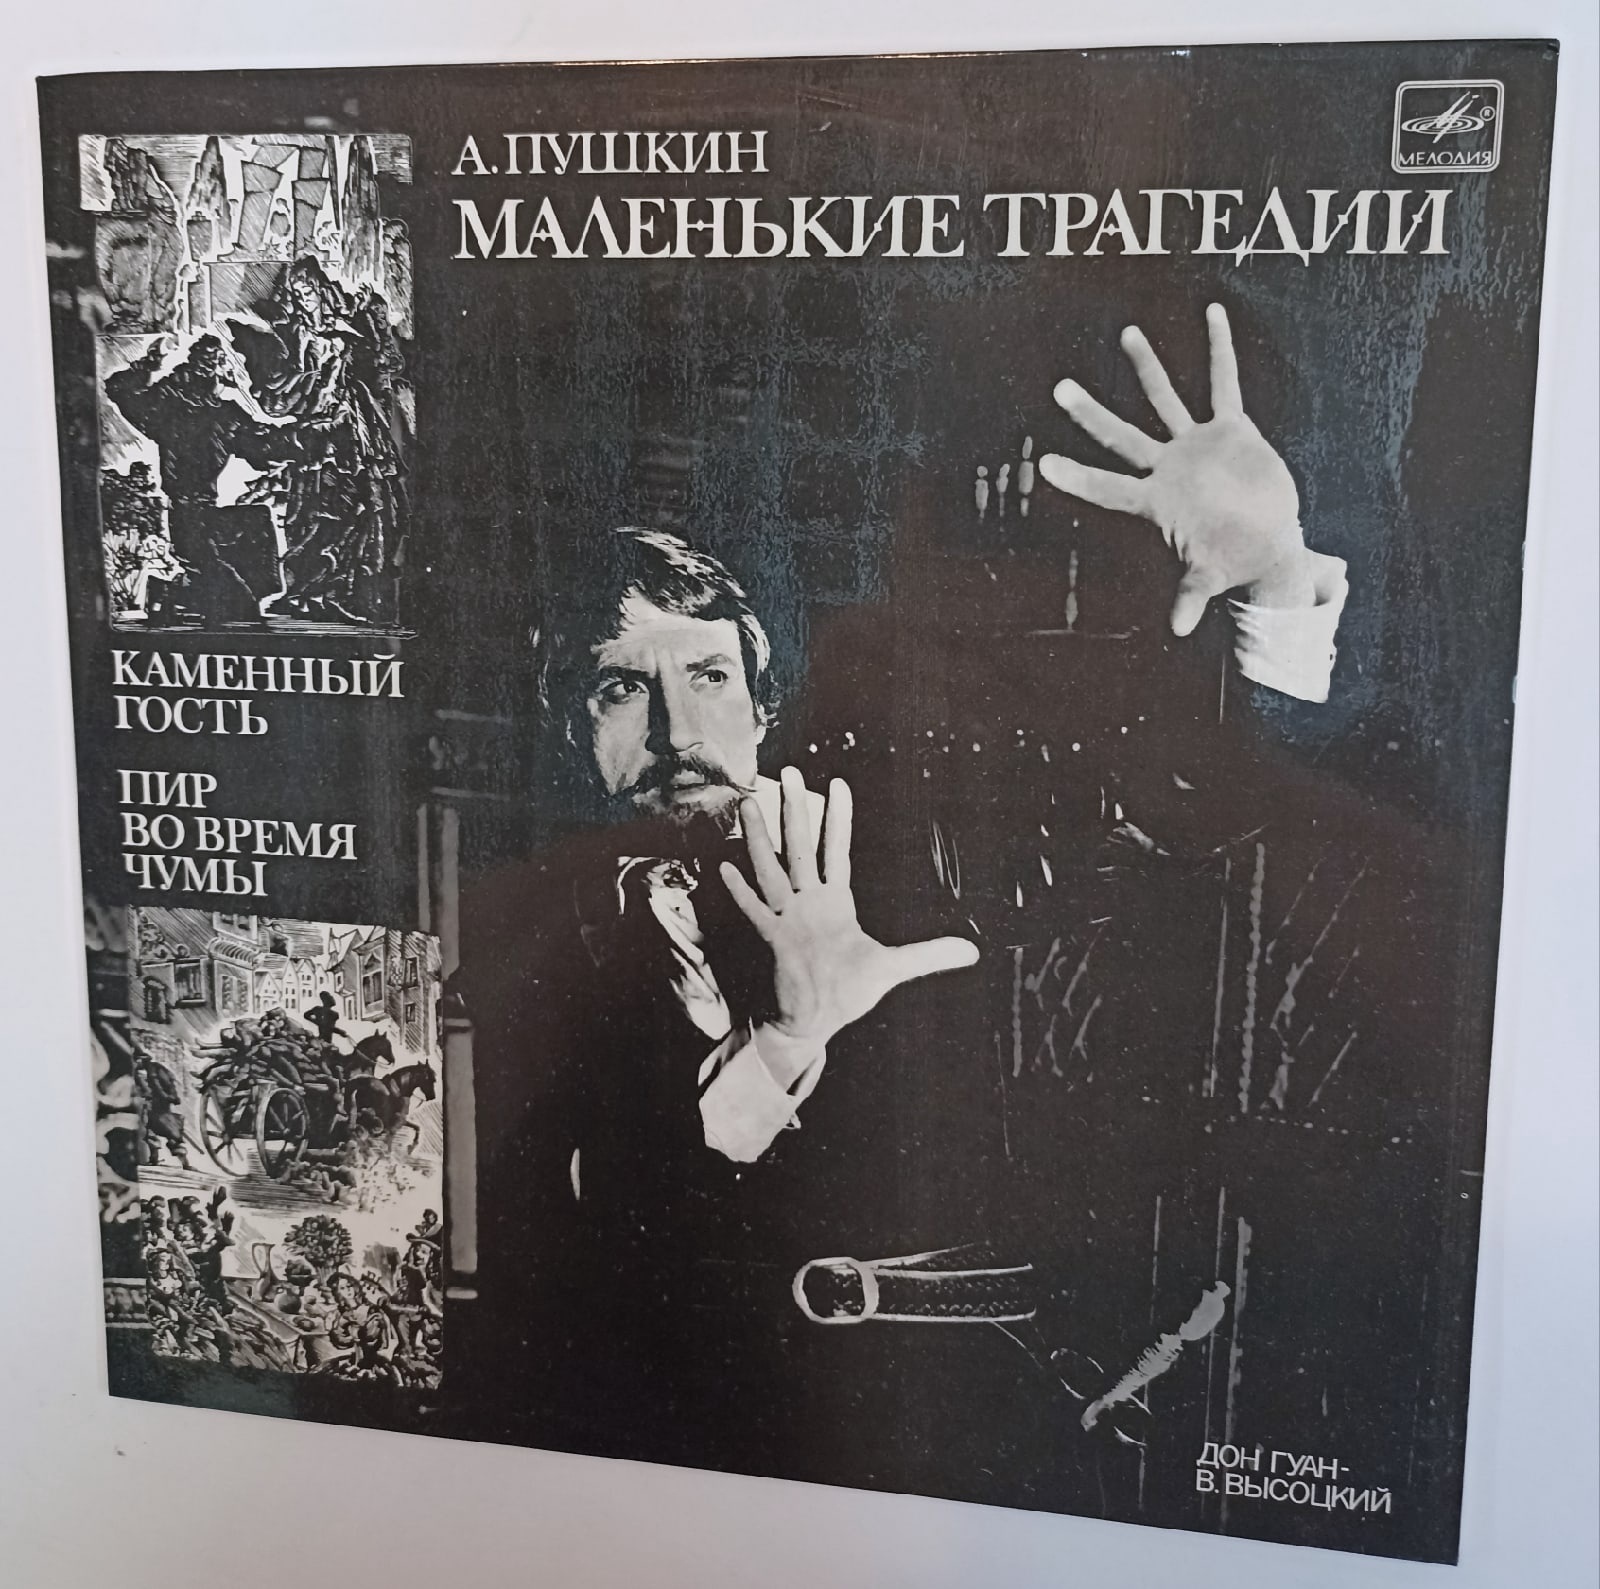 А. ПУШКИН
МАЛЕНЬКИЕ ТРАГЕДИИ
®
МЕЛОДИЯ
КАМЕННЫЙ
ГОСТЬ
ПИР
ВО ВРЕМЯ
ЧУМЫ
ДОН ГУАН-
В. ВЫСОЦКИЙ